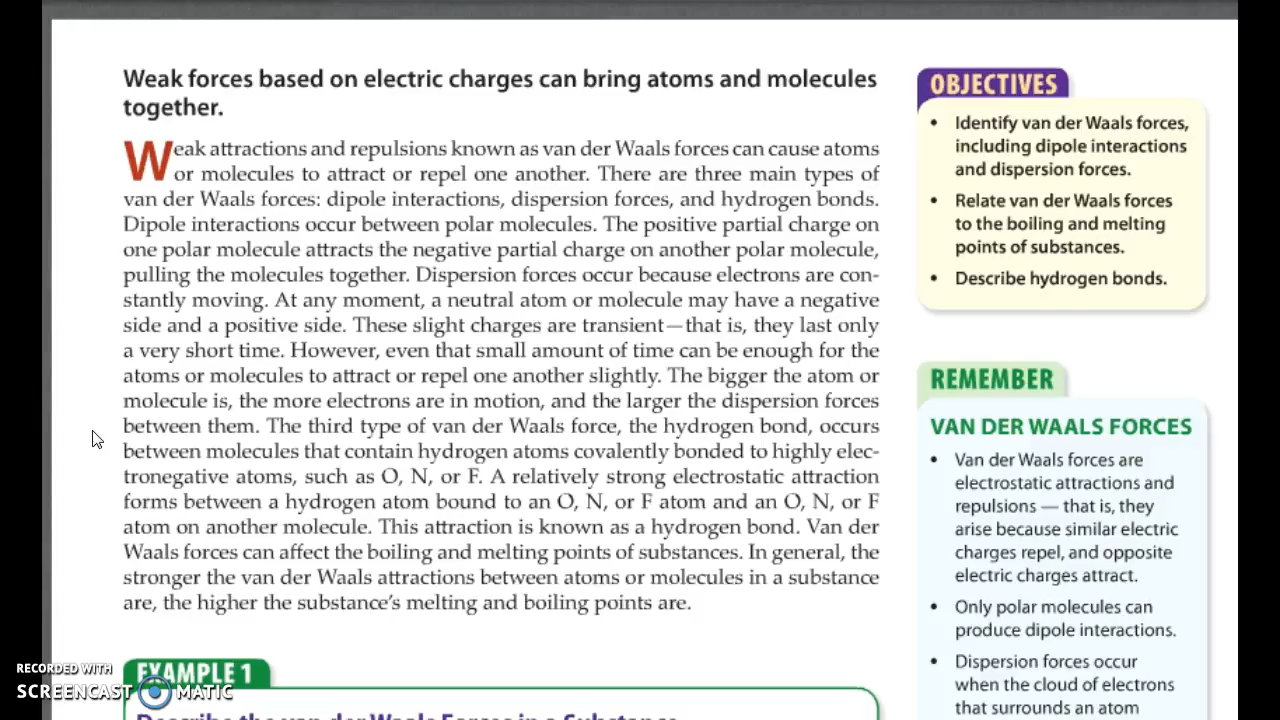 Weak forces based on electric charges can bring atoms and molecules
together.
Weak attractions and repulsions known as van der Waals forces can cause atoms
or molecules to attract or repel one another. There are three main types of
van der Waals forces: dipole interactions, dispersion forces, and hydrogen bonds.
Dipole interactions occur between polar molecules. The positive partial charge on
one polar molecule attracts the negative partial charge on another polar molecule,
pulling the molecules together. Dispersion forces occur because electrons are con-
stantly moving. At any moment, a neutral atom or molecule may have a negative
side and a positive side. These slight charges are transient—that is, they last only
a very short time. However, even that small amount of time can be enough for the
atoms or molecules to attract or repel one another slightly. The bigger the atom or
molecule is, the more electrons are in motion, and the larger the dispersion forces
between them. The third type of van der Waals force, the hydrogen bond, occurs
between molecules that contain hydrogen atoms covalently bonded to highly elec-
tronegative atoms, such as O, N, or F. A relatively strong electrostatic attraction
forms between a hydrogen atom bound to an O, N, or F atom and an O, N, or F
atom on another molecule. This attraction is known as a hydrogen bond. Van der
Waals forces can affect the boiling and melting points of substances. In general, the
stronger the van der Waals attractions between atoms or molecules in a substance
are, the higher the substance's melting and boiling points are.
EXAMPLE 1
Describe the van der Waals Forces in a Substance
OBJECTIVES
• Identify van der Waals forces,
including dipole interactions
and dispersion forces.
• Relate van der Waals forces
to the boiling and melting
points of substances.
• Describe hydrogen bonds.
REMEMBER
VAN DER WAALS FORCES
• Van der Waals forces are
electrostatic attractions and
repulsions — that is, they
arise because similar electric
charges repel, and opposite
electric charges attract.
• Only polar molecules can
produce dipole interactions.
• Dispersion forces occur
when the cloud of electrons
that surrounds an atom
RECORDED WITH
SCREENCAST MATIC